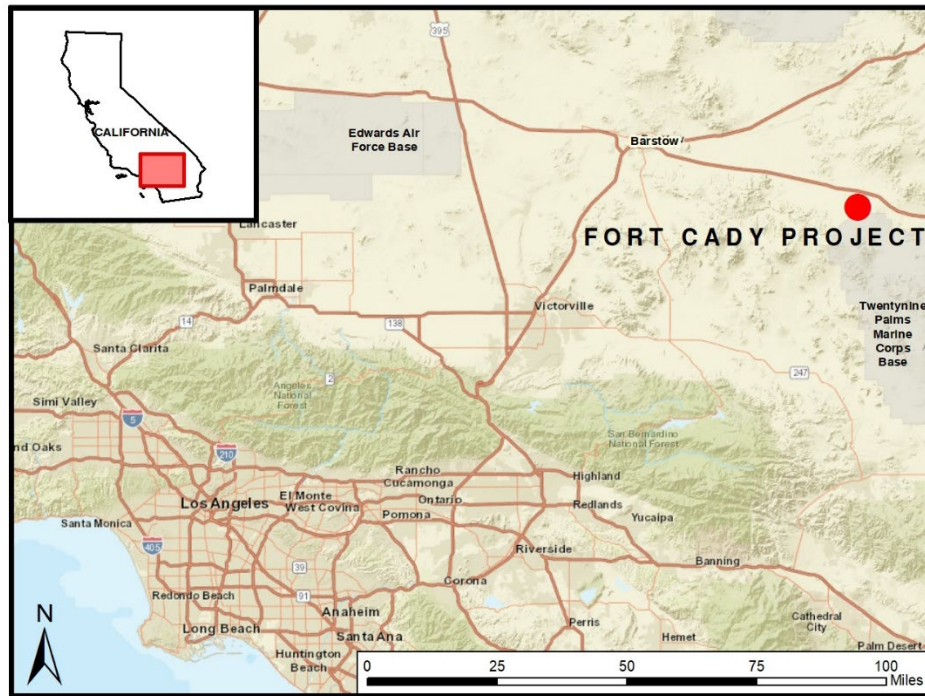 CALIFORNIA
395
Edwards Air
Force Base
Barstow
FORT CADY PROJECT
Lancaster
Palmdale
Victorville
Twentynine
Palms
Marine
Corps
Base
14
138
Santa Clarita
247
2
Angeles
National
Forest
Simi Valley
5
San Bernardino
National Forest
nd Oaks
210
Rancho
Cucamonga
Highland
Los Angeles
El Monte
West Covina
Ontario
Redlands
Pomona
Yucaipa
Santa Monica
405
Riverside
Banning
39
Corona
Redondo Beach
91
Anaheim
Perris
Cathedral
City
Long Beach
Santa Ana
Hemet
Palm Desert
Huntington
Beach
N
0 25 50 75 100
Miles